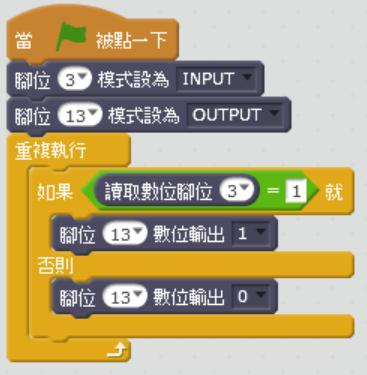 當 被點一下
腳位 3 模式設為 INPUT
腳位 13 模式設為 OUTPUT
重複執行
如果 讀取數位腳位 3 = 1 就
腳位 13 數位輸出 1
否則
腳位 13 數位輸出 0